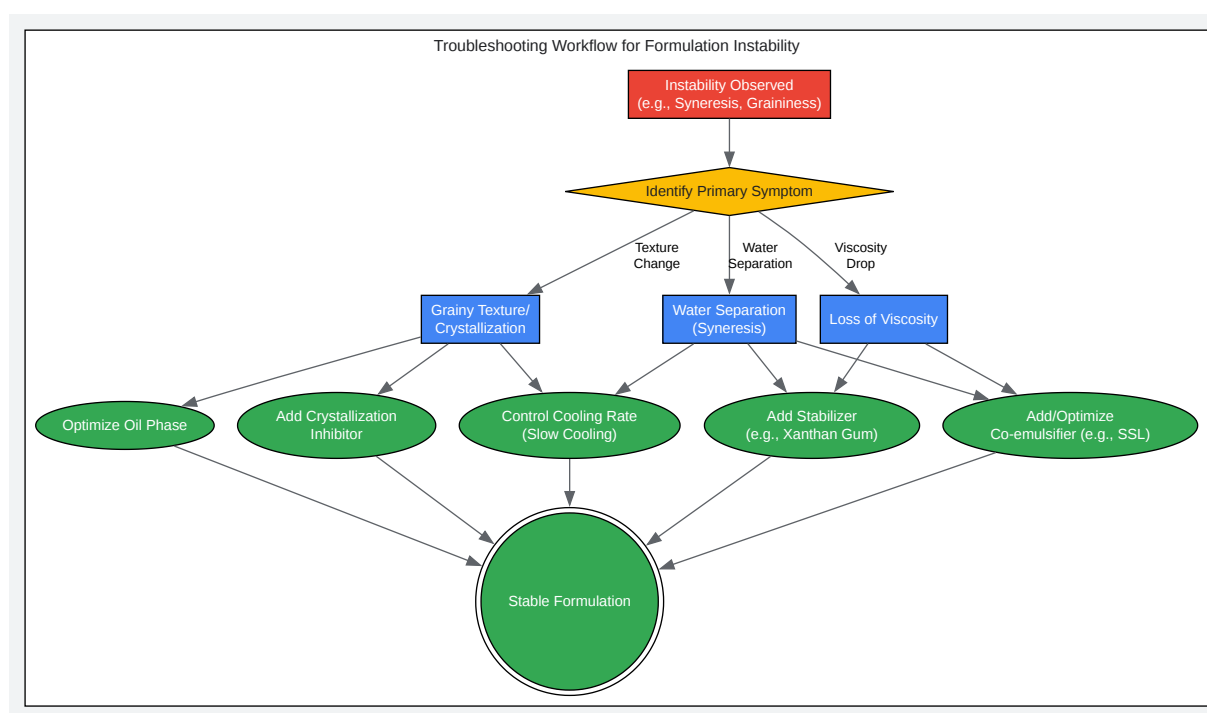 Troubleshooting Workflow for Formulation Instability
Instability Observed
(e.g., Syneresis, Graininess)
Identify Primary Symptom
Texture
Change
Water
Separation
Viscosity
Drop
Grainy Texture/
Crystallization
Water Separation
(Syneresis)
Loss of Viscosity
Optimize Oil Phase
Add Crystallization
Inhibitor
Control Cooling Rate
(Slow Cooling)
Add Stabilizer
(e.g., Xanthan Gum)
Add/Optimize
Co-emulsifier (e.g., SSL)
Stable Formulation